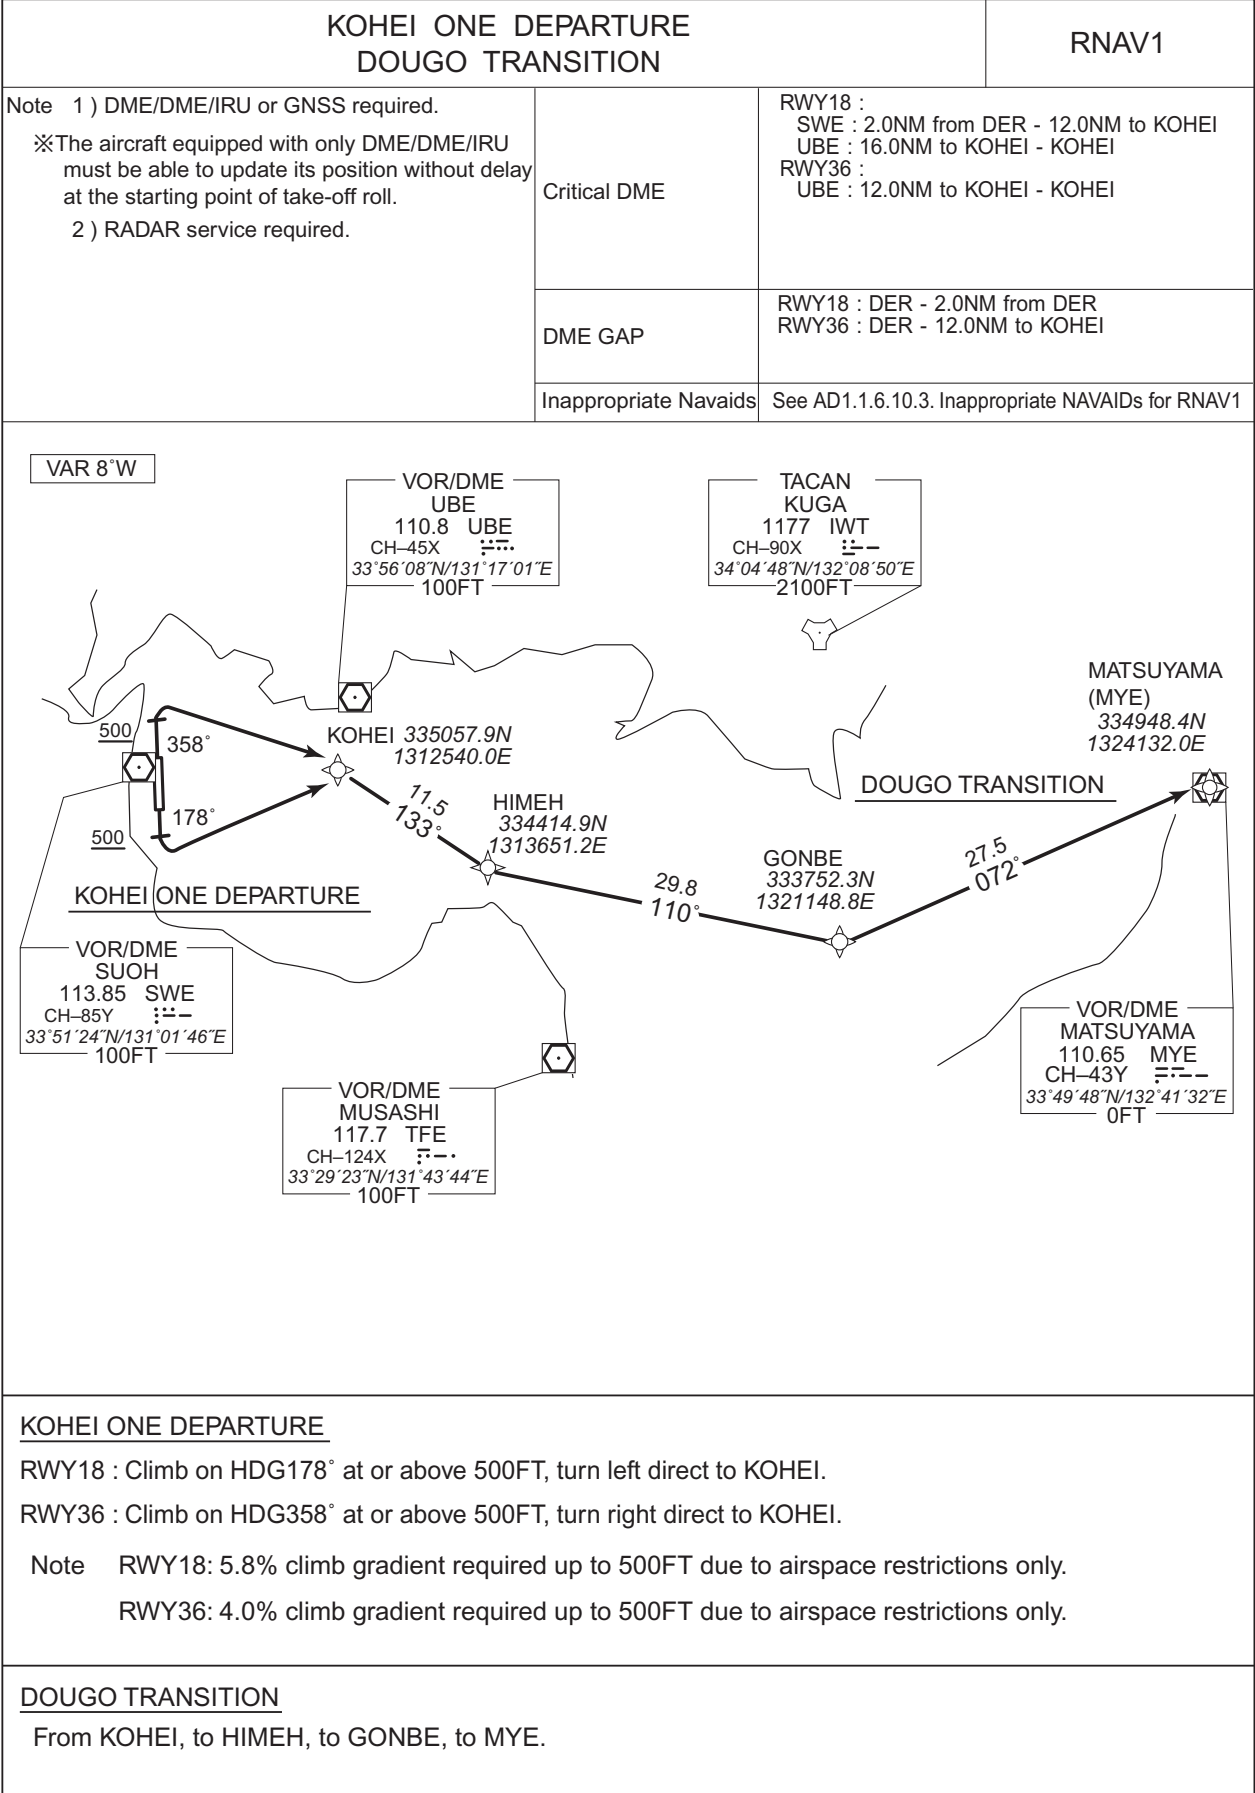 KOHEI ONE DEPARTURE
DOUGO TRANSITION
RNAV1
Note 1 ) DME/DME/IRU or GNSS required.
※The aircraft equipped with only DME/DME/IRU
must be able to update its position without delay
at the starting point of take-off roll.
2 ) RADAR service required.
Critical DME
RWY18 :
SWE : 2.0NM from DER - 12.0NM to KOHEI
UBE : 16.0NM to KOHEI - KOHEI
RWY36 :
UBE : 12.0NM to KOHEI - KOHEI
DME GAP
RWY18 : DER - 2.0NM from DER
RWY36 : DER - 12.0NM to KOHEI
Inappropriate Navaids
See AD1.1.6.10.3. Inappropriate NAVAIDs for RNAV1
VAR 8˚W
VOR/DME
UBE
110.8 UBE
CH–45X
33˚56´08˝N/131˚17´01˝E
100FT
TACAN
KUGA
1177 IWT
CH–90X
34˚04´48˝N/132˚08´50˝E
2100FT
MATSUYAMA
(MYE)
334948.4N
1324132.0E
500
358˚
KOHEI 335057.9N
1312540.0E
178˚
500
11.5
133˚
HIMEH
334414.9N
1313651.2E
DOUGO TRANSITION
GONBE
333752.3N
1321148.8E
27.5
072˚
29.8
110˚
KOHEI ONE DEPARTURE
VOR/DME
SUOH
113.85 SWE
CH–85Y
33˚51´24˝N/131˚01´46˝E
100FT
VOR/DME
MATSUYAMA
110.65 MYE
CH–43Y
33˚49´48˝N/132˚41´32˝E
0FT
VOR/DME
MUSASHI
117.7 TFE
CH–124X
33˚29´23˝N/131˚43´44˝E
100FT
KOHEI ONE DEPARTURE
RWY18 : Climb on HDG178˚ at or above 500FT, turn left direct to KOHEI.
RWY36 : Climb on HDG358˚ at or above 500FT, turn right direct to KOHEI.
Note RWY18: 5.8% climb gradient required up to 500FT due to airspace restrictions only.
RWY36: 4.0% climb gradient required up to 500FT due to airspace restrictions only.
DOUGO TRANSITION
From KOHEI, to HIMEH, to GONBE, to MYE.